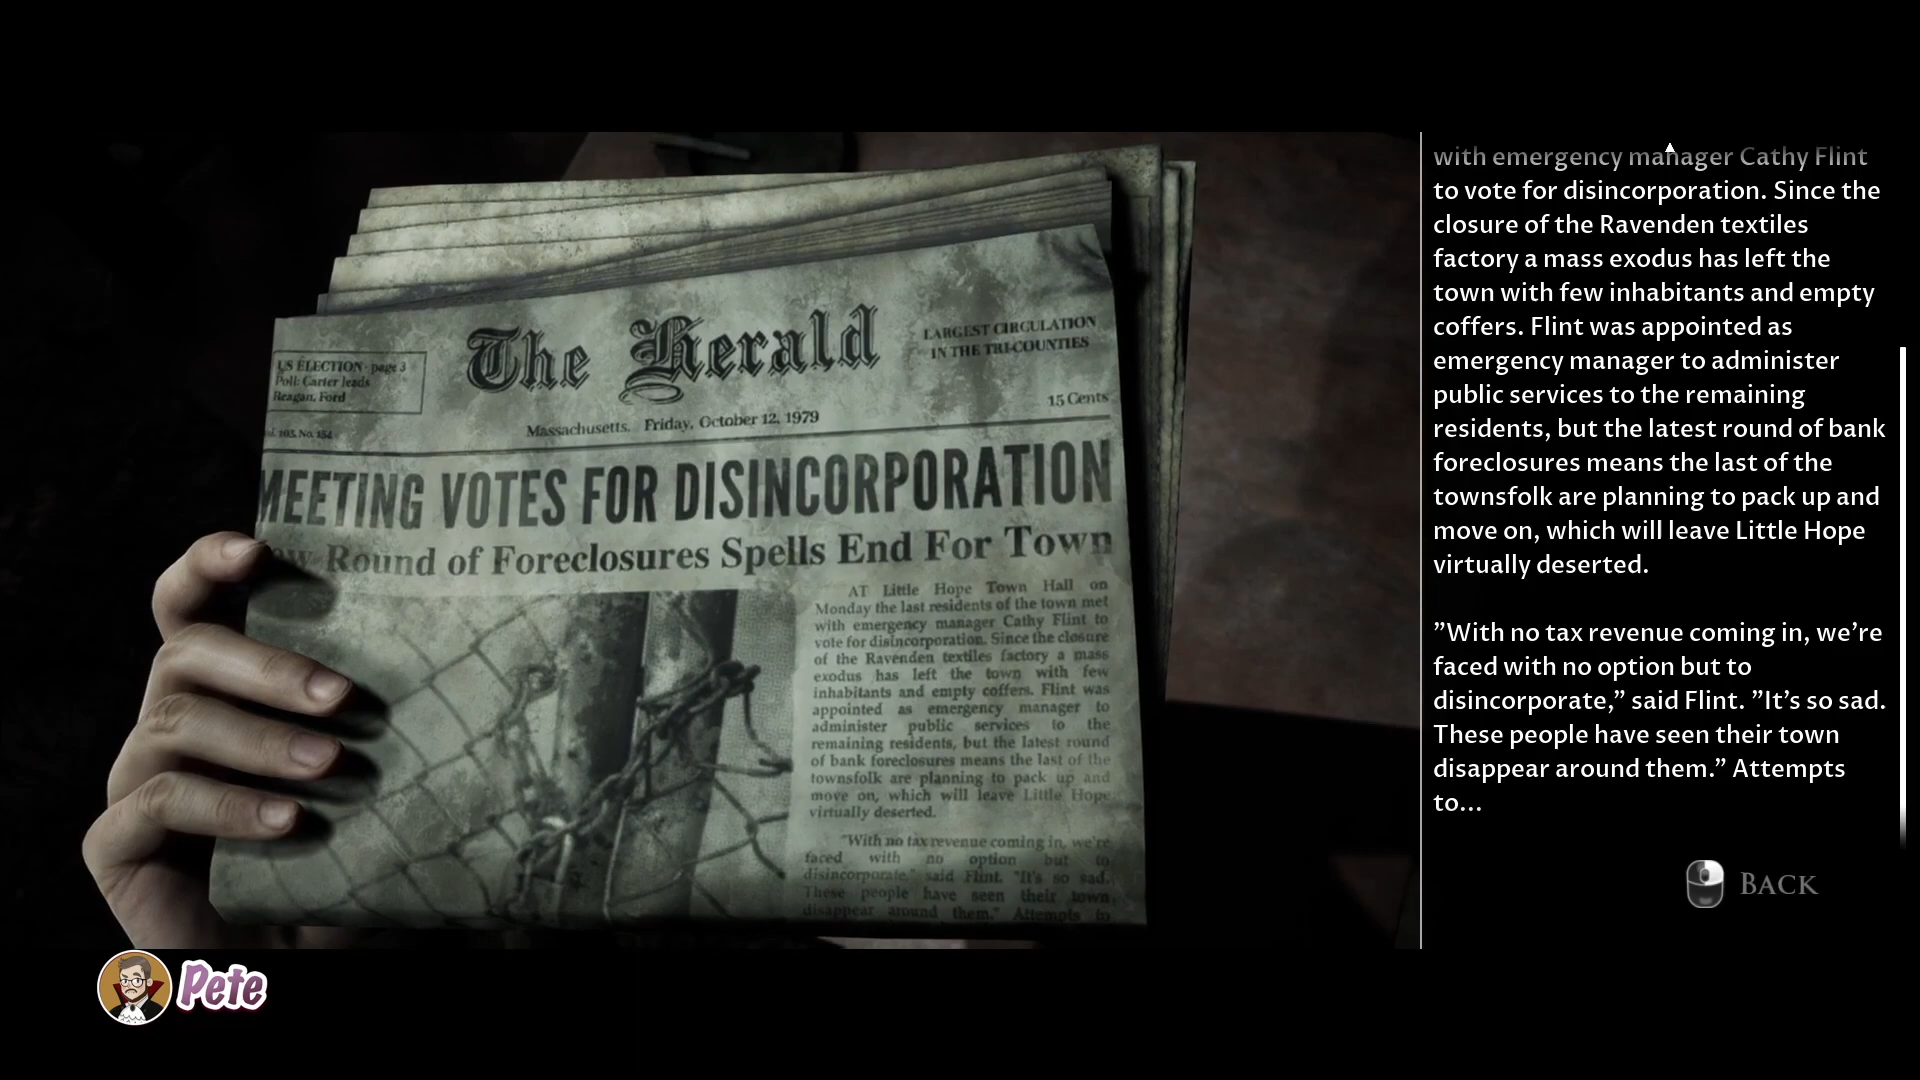 US ELECTION - page 3
Poll: Carter leads
Reagan, Ford
The Herald
LARGEST CIRCULATION
IN THE TRI-COUNTIES
15 Cents
Massachusetts. Friday, October 12, 1979
No. 154
MEETING VOTES FOR DISINCORPORATION
Round of Foreclosures Spells End For Town
AT Little Hope Town Hall on
Monday the last residents of the town met
with emergency manager Cathy Flint to
vote for disincorporation. Since the closure
of the Ravenden textiles factory a mass
exodus has left the town with few
inhabitants and empty coffers. Flint was
appointed as emergency manager to
administer public services to the
remaining residents, but the latest round
of bank foreclosures means the last of the
townsfolk are planning to pack up and
move on, which will leave Little Hope
virtually deserted.
"With no tax revenue coming in, we're
faced with no option but to
disincorporate," said Flint. "It's so sad.
These people have seen their town
disappear around them." Attempts to
with emergency manager Cathy Flint
to vote for disincorporation. Since the
closure of the Ravenden textiles
factory a mass exodus has left the
town with few inhabitants and empty
coffers. Flint was appointed as
emergency manager to administer
public services to the remaining
residents, but the latest round of bank
foreclosures means the last of the
townsfolk are planning to pack up and
move on, which will leave Little Hope
virtually deserted.
”With no tax revenue coming in, we’re
faced with no option but to
disincorporate,” said Flint. ”It’s so sad.
These people have seen their town
disappear around them.” Attempts
to...
BACK
Pete